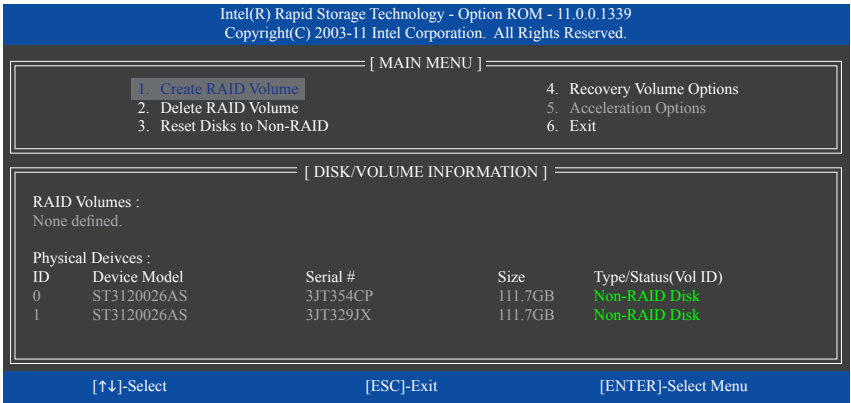 Intel(R) Rapid Storage Technology - Option ROM - 11.0.0.1339
Copyright(C) 2003-11 Intel Corporation.  All Rights Reserved.
[ MAIN MENU ]
1. Create RAID Volume
2. Delete RAID Volume
3. Reset Disks to Non-RAID
4. Recovery Volume Options
5. Acceleration Options
6. Exit
[ DISK/VOLUME INFORMATION ]
RAID Volumes :
None defined.
Physical Deivces :
ID Device Model Serial # Size Type/Status(Vol ID)
0 ST3120026AS 3JT354CP 111.7GB Non-RAID Disk
1 ST3120026AS 3JT329JX 111.7GB Non-RAID Disk
[↑↓]-Select [ESC]-Exit [ENTER]-Select Menu